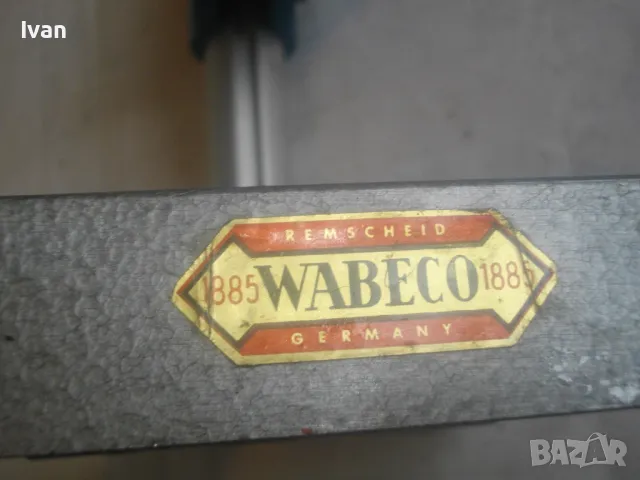 Ivan
REMSCHEID
1885 WABECO 1885
GERMANY
BAZAR